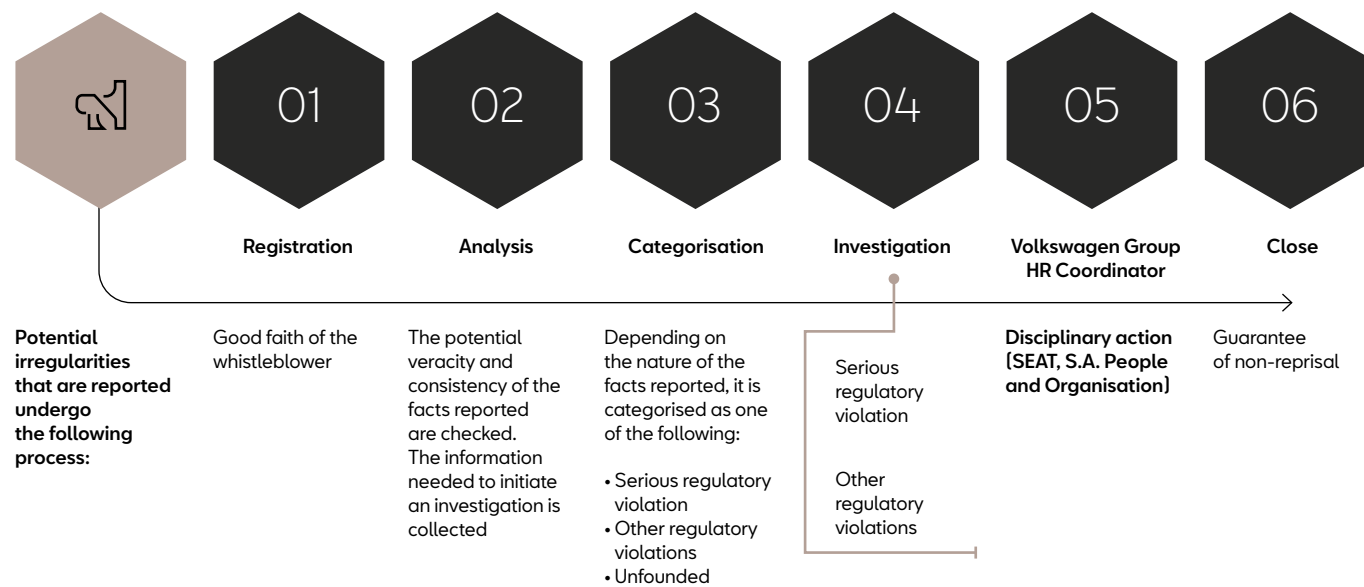 01
02
03
04
05
06
Registration
Analysis
Categorisation
Investigation
Volkswagen Group
HR Coordinator
Close
Potential
irregularities
that are reported
undergo
the following
process:
Good faith of the
whistleblower
The potential
veracity and
consistency of the
facts reported
are checked.
The information
needed to initiate
an investigation is
collected
Depending on
the nature of the
facts reported, it is
categorised as one
of the following:
• Serious regulatory
violation
• Other regulatory
violations
• Unfounded
Serious
regulatory
violation
Other
regulatory
violations
Disciplinary action
(SEAT, S.A. People
and Organisation)
Guarantee
of non-reprisal